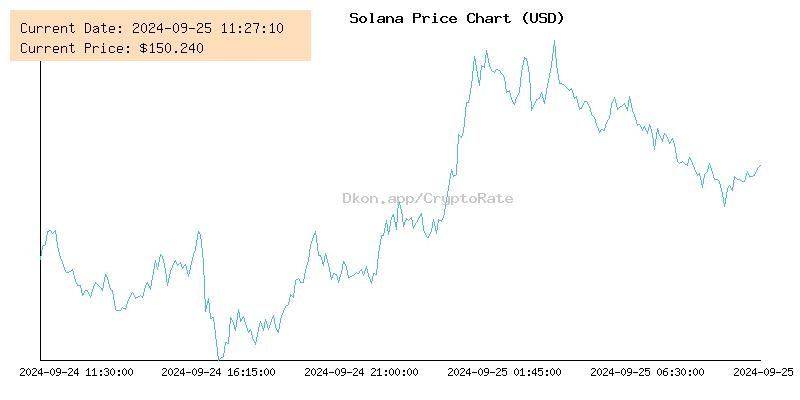 Solana Price Chart (USD)
Current Date: 2024-09-25 11:27:10
Current Price: $150.240
Dkon.app/CryptoRate
2024-09-24 11:30:00 2024-09-24 16:15:00 2024-09-24 21:00:00 2024-09-25 01:45:00 2024-09-25 06:30:00 2024-09-25